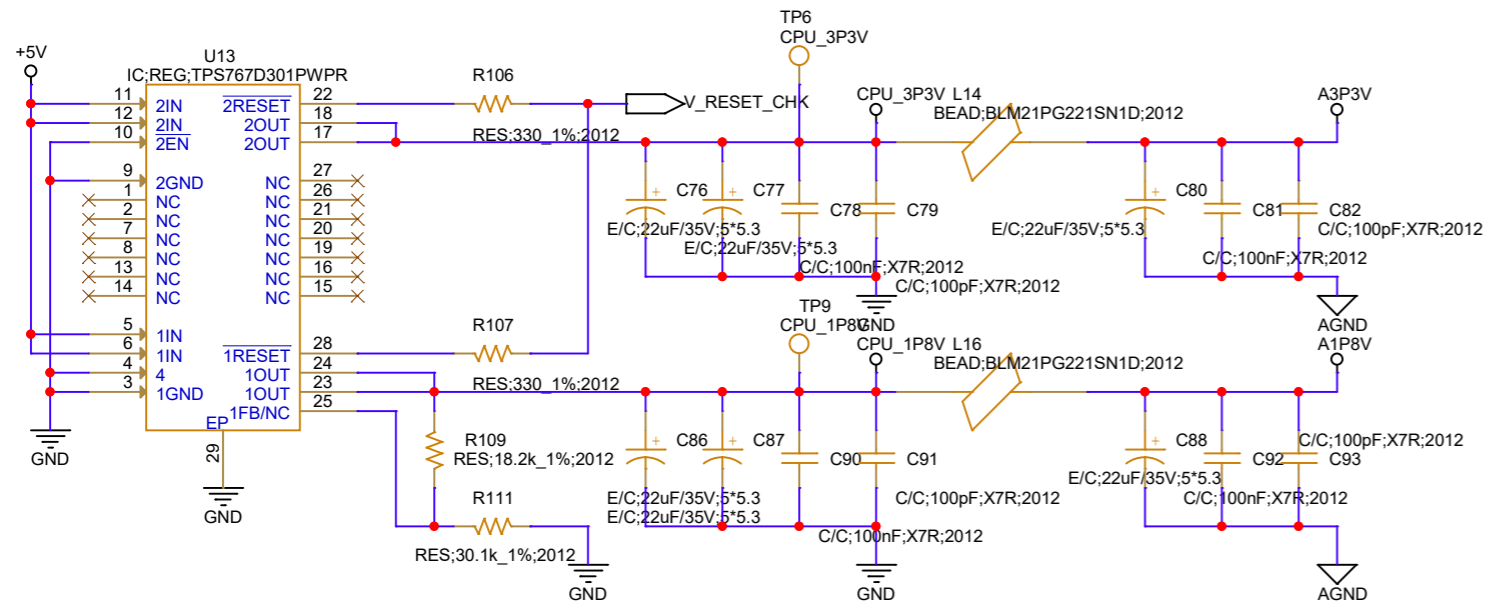 TP6
CPU_3P3V
+5V
U13
IC;REG;TPS767D301PWPR
R106
CPU_3P3V L14
BEAD;BLM21PG221SN1D;2012
A3P3V
11 2IN 2RESET 22
V_RESET_CHK
12 2IN 2OUT 18
10 2EN 2OUT 17
RES;330_1%;2012
9 2GND NC 27
1 NC NC 26
2 NC NC 21
7 NC NC 20
8 NC NC 19
13 NC NC 16
14 NC NC 15
C76 C77 C78 C79
C80 C81 C82
E/C;22uF/35V;5*5.3
E/C;22uF/35V;5*5.3
E/C;22uF/35V;5*5.3
C/C;100pF;X7R;2012
C/C;100nF;X7R;2012
C/C;100nF;X7R;2012
C/C;100pF;X7R;2012
TP9
CPU_1P8V
GND
AGND
5 1IN
R107
6 1IN 1RESET 28
CPU_1P8V L16
BEAD;BLM21PG221SN1D;2012
A1P8V
4 4 1OUT 24
3 1GND 1OUT 23
RES;330_1%;2012
1FB/NC 25
EP
29
GND
GND
R109
RES;18.2k_1%;2012
R111
RES;30.1k_1%;2012
GND
C86 C87 C90 C91
C88 C92 C93
C/C;100pF;X7R;2012
E/C;22uF/35V;5*5.3
E/C;22uF/35V;5*5.3
E/C;22uF/35V;5*5.3
C/C;100pF;X7R;2012
C/C;100nF;X7R;2012
C/C;100nF;X7R;2012
GND
AGND